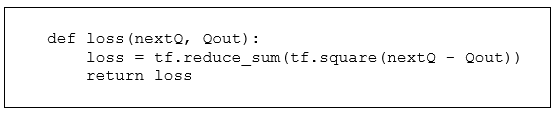 def loss(nextQ, Qout):
    loss = tf.reduce_sum(tf.square(nextQ - Qout))
    return loss